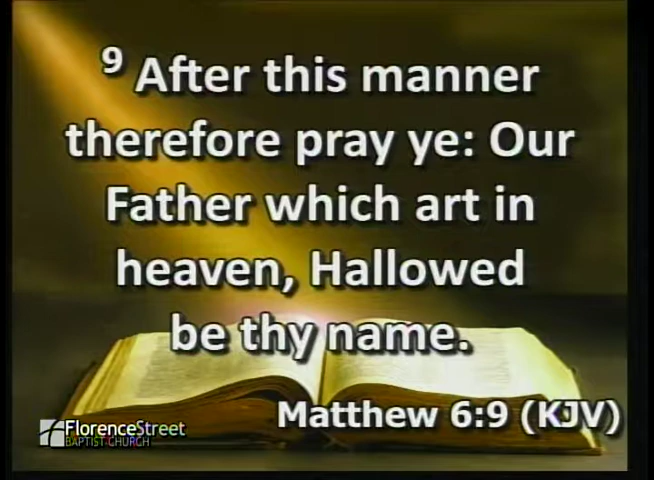 9 After this manner
therefore pray ye: Our
Father which art in
heaven, Hallowed
be thy name.
Matthew 6:9 (KJV)
FlorenceStreet
BAPTIST CHURCH